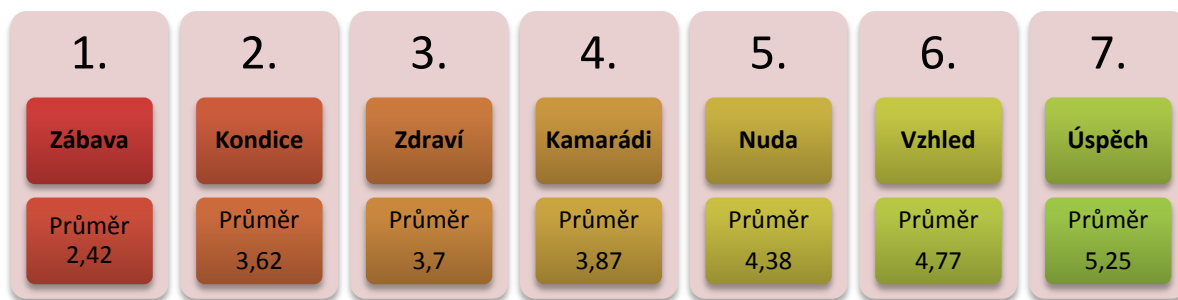 1. 2. 3. 4. 5. 6. 7.
Zábava Kondice Zdraví Kamarádi Nuda Vzhled Úspěch
Průměr Průměr Průměr Průměr Průměr Průměr Průměr
2,42 3,62 3,7 3,87 4,38 4,77 5,25